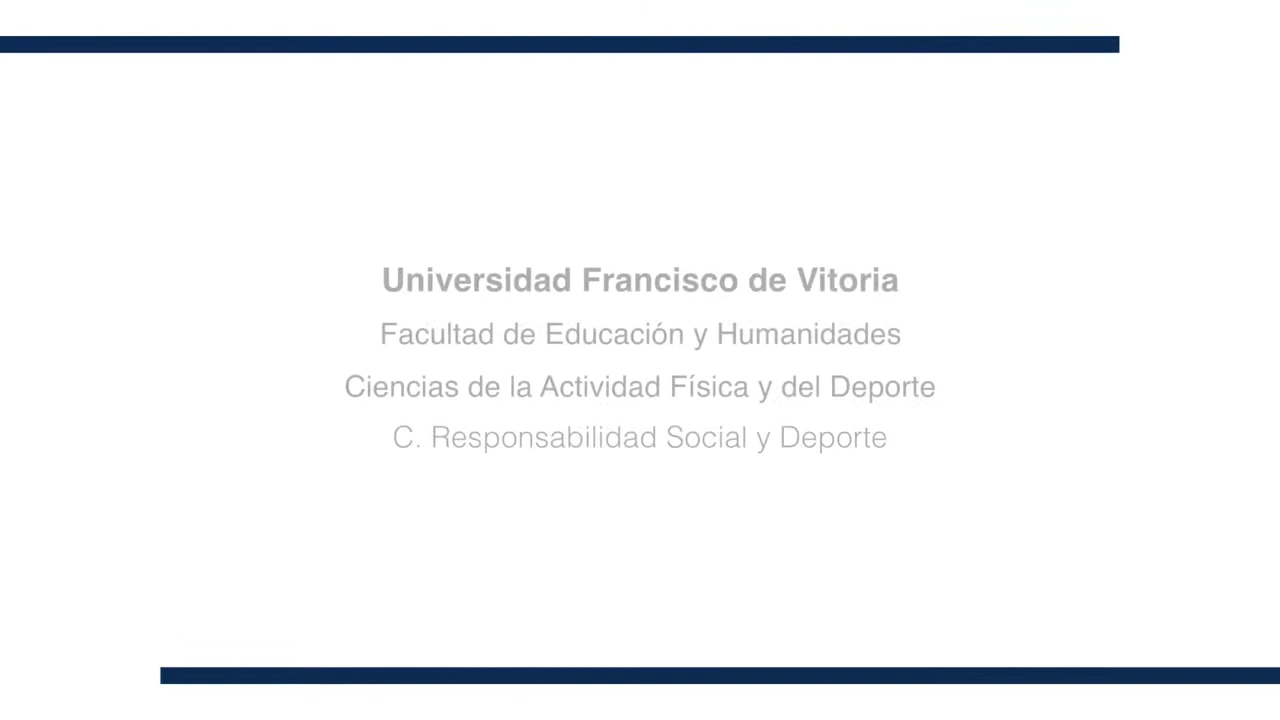 Universidad Francisco de Vitoria
Facultad de Educación y Humanidades
Ciencias de la Actividad Física y del Deporte
C. Responsabilidad Social y Deporte